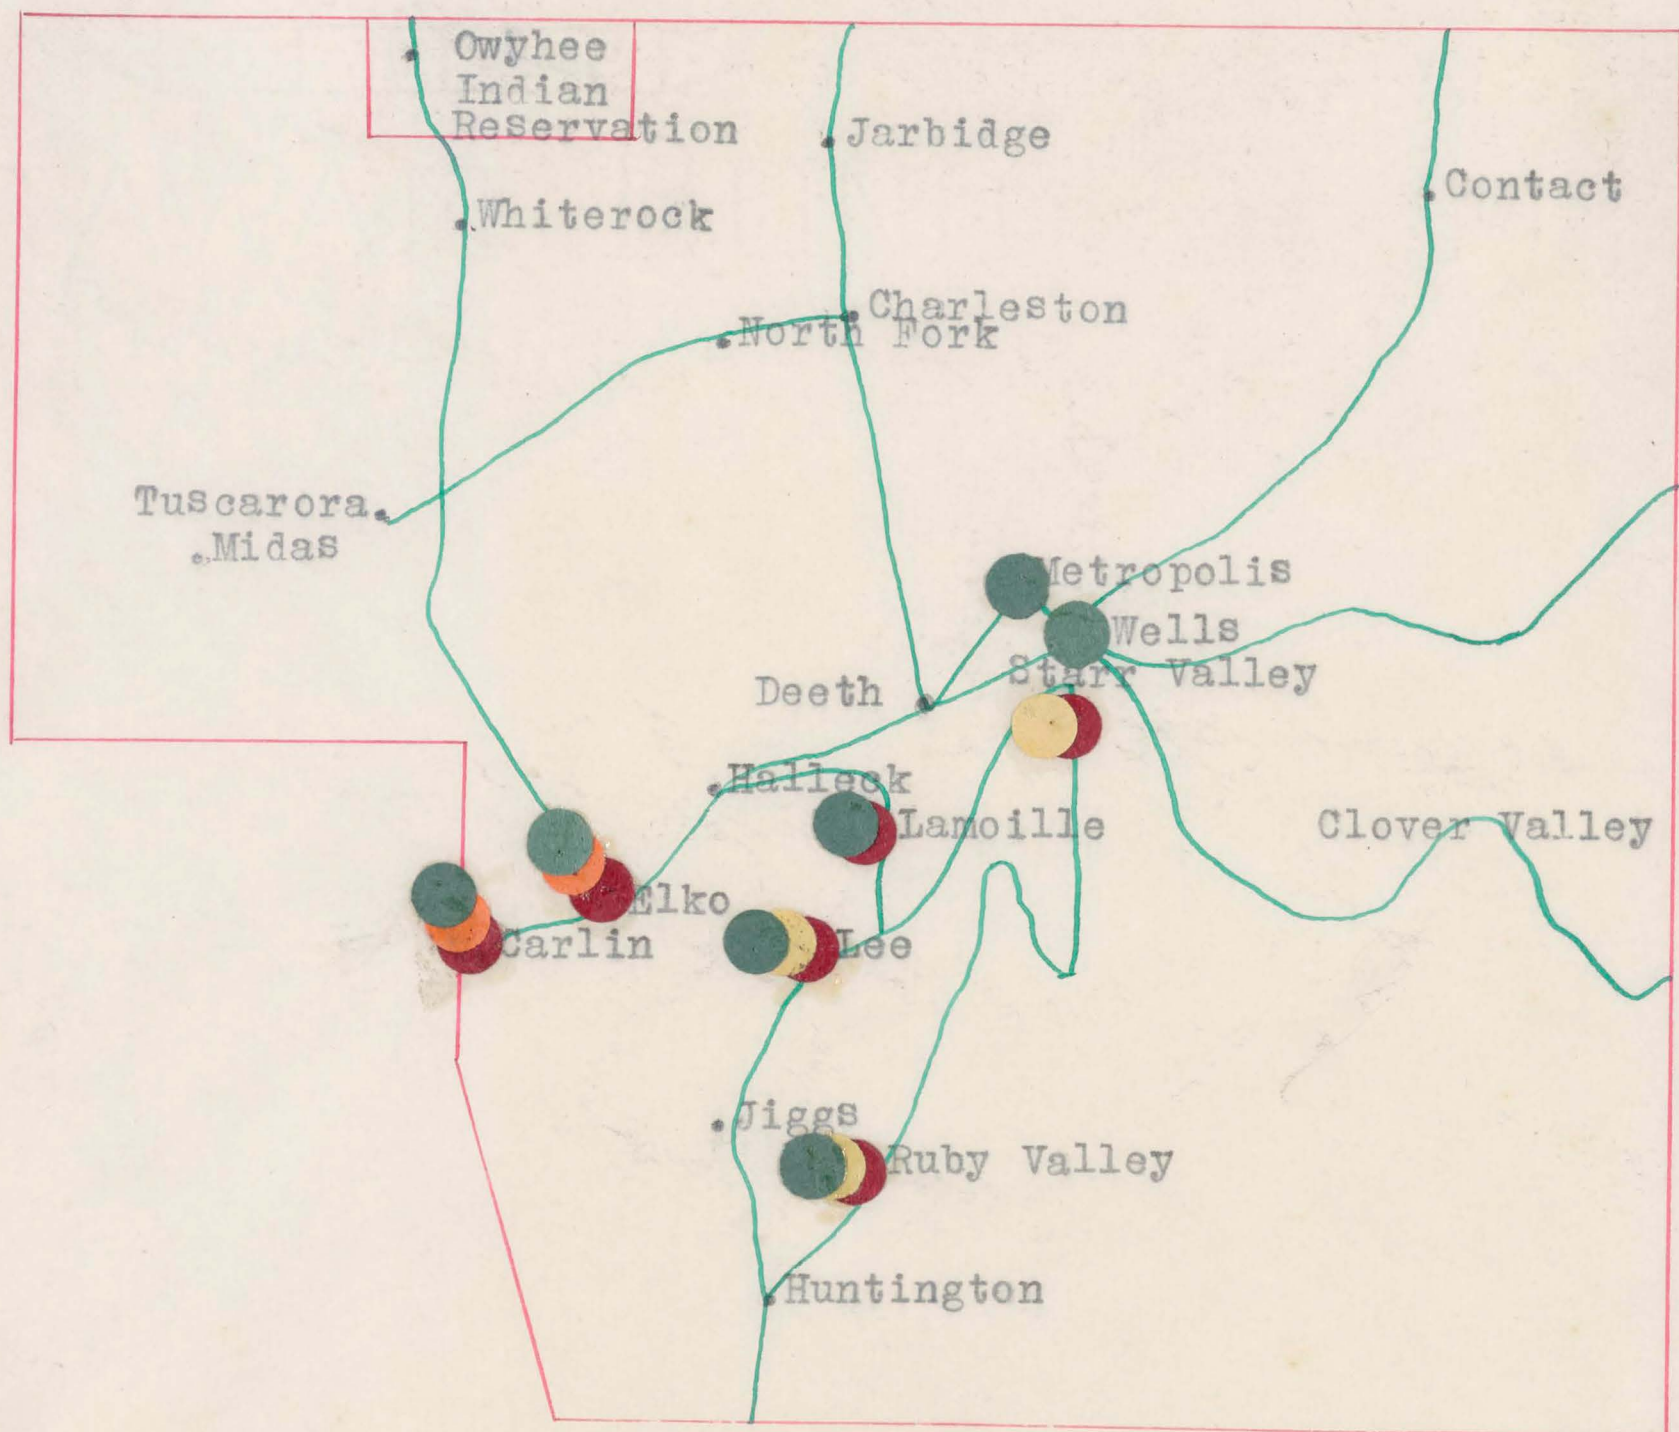 Owyhee
Indian
Reservation
Jarbidge
Contact
Whiterock
Charleston
North Fork
Tuscarora
Midas
Metropolis
Wells
Starr Valley
Deeth
Halleck
Lamoille
Clover Valley
Elko
Carlin
Lee
Jiggs
Ruby Valley
Huntington